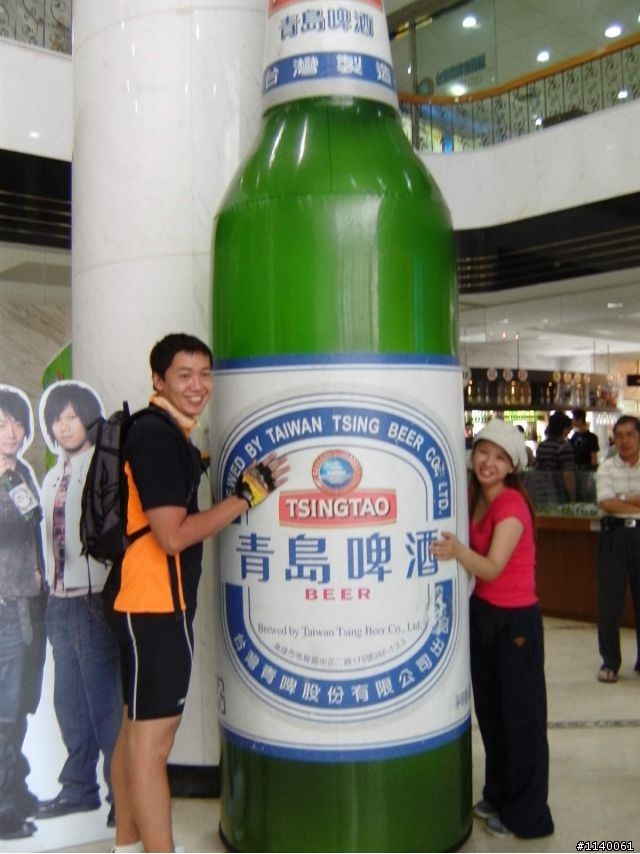 青島啤酒
台灣製造
BREWED BY TAIWAN TSING BEER CO., LTD.
TSINGTAO
青島啤酒
BEER
Brewed by Taiwan Tsing Beer Co., Ltd.
台灣青啤股份有限公司出品
#1140061